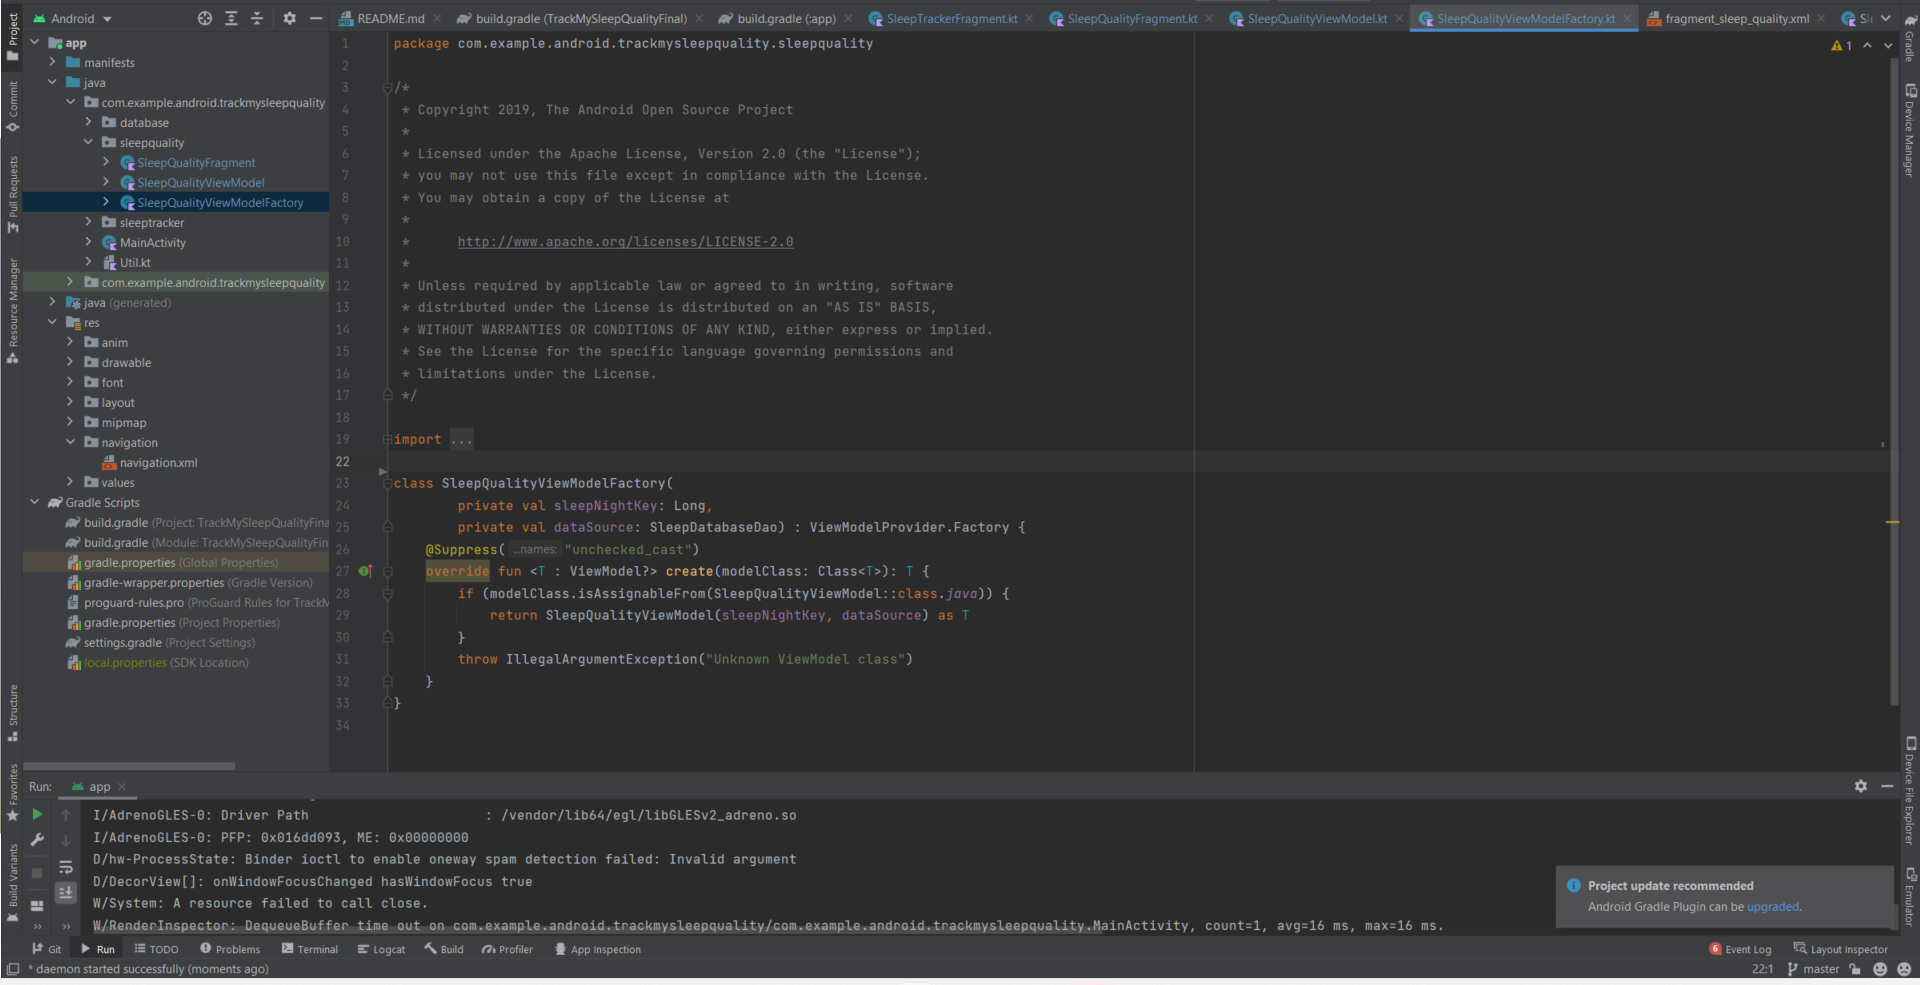 Android
README.md
build.gradle (TrackMySleepQualityFinal)
build.gradle (:app)
SleepTrackerFragment.kt
SleepQualityFragment.kt
SleepQualityViewModel.kt
SleepQualityViewModelFactory.kt
fragment_sleep_quality.xml
Project
Commit
Pull Requests
Resource Manager
Structure
Favorites
Build Variants
app
manifests
java
com.example.android.trackmysleepquality
database
sleepquality
SleepQualityFragment
SleepQualityViewModel
SleepQualityViewModelFactory
sleeptracker
MainActivity
Util.kt
com.example.android.trackmysleepquality
java (generated)
res
anim
drawable
font
layout
mipmap
navigation
navigation.xml
values
Gradle Scripts
build.gradle (Project: TrackMySleepQualityFina
build.gradle (Module: TrackMySleepQualityFin
gradle.properties (Global Properties)
gradle-wrapper.properties (Gradle Version)
proguard-rules.pro (ProGuard Rules for TrackM
gradle.properties (Project Properties)
settings.gradle (Project Settings)
local.properties (SDK Location)
1 package com.example.android.trackmysleepquality.sleepquality
2
3 /*
4 * Copyright 2019, The Android Open Source Project
5 *
6 * Licensed under the Apache License, Version 2.0 (the "License");
7 * you may not use this file except in compliance with the License.
8 * You may obtain a copy of the License at
9 *
10 * http://www.apache.org/licenses/LICENSE-2.0
11 *
12 * Unless required by applicable law or agreed to in writing, software
13 * distributed under the License is distributed on an "AS IS" BASIS,
14 * WITHOUT WARRANTIES OR CONDITIONS OF ANY KIND, either express or implied.
15 * See the License for the specific language governing permissions and
16 * limitations under the License.
17 */
18
19 import ...
22
23 class SleepQualityViewModelFactory(
24 private val sleepNightKey: Long,
25 private val dataSource: SleepDatabaseDao) : ViewModelProvider.Factory {
26 @Suppress( ...names: "unchecked_cast")
27 override fun <T : ViewModel?> create(modelClass: Class<T>): T {
28 if (modelClass.isAssignableFrom(SleepQualityViewModel::class.java)) {
29 return SleepQualityViewModel(sleepNightKey, dataSource) as T
30 }
31 throw IllegalArgumentException("Unknown ViewModel class")
32 }
33 }
34
1
Gradle
Device Manager
Device File Explorer
Emulator
Run: app
I/AdrenoGLES-0: Driver Path : /vendor/lib64/egl/libGLESv2_adreno.so
I/AdrenoGLES-0: PFP: 0x016dd093, ME: 0x00000000
D/hw-ProcessState: Binder ioctl to enable oneway spam detection failed: Invalid argument
D/DecorView[]: onWindowFocusChanged hasWindowFocus true
W/System: A resource failed to call close.
W/RenderInspector: DequeueBuffer time out on com.example.android.trackmysleepquality/com.example.android.trackmysleepquality.MainActivity, count=1, avg=16 ms, max=16 ms.
Project update recommended
Android Gradle Plugin can be upgraded.
Git
Run
TODO
Problems
Terminal
Logcat
Build
Profiler
App Inspection
6 Event Log
Layout Inspector
* daemon started successfully (moments ago)
22:1
master